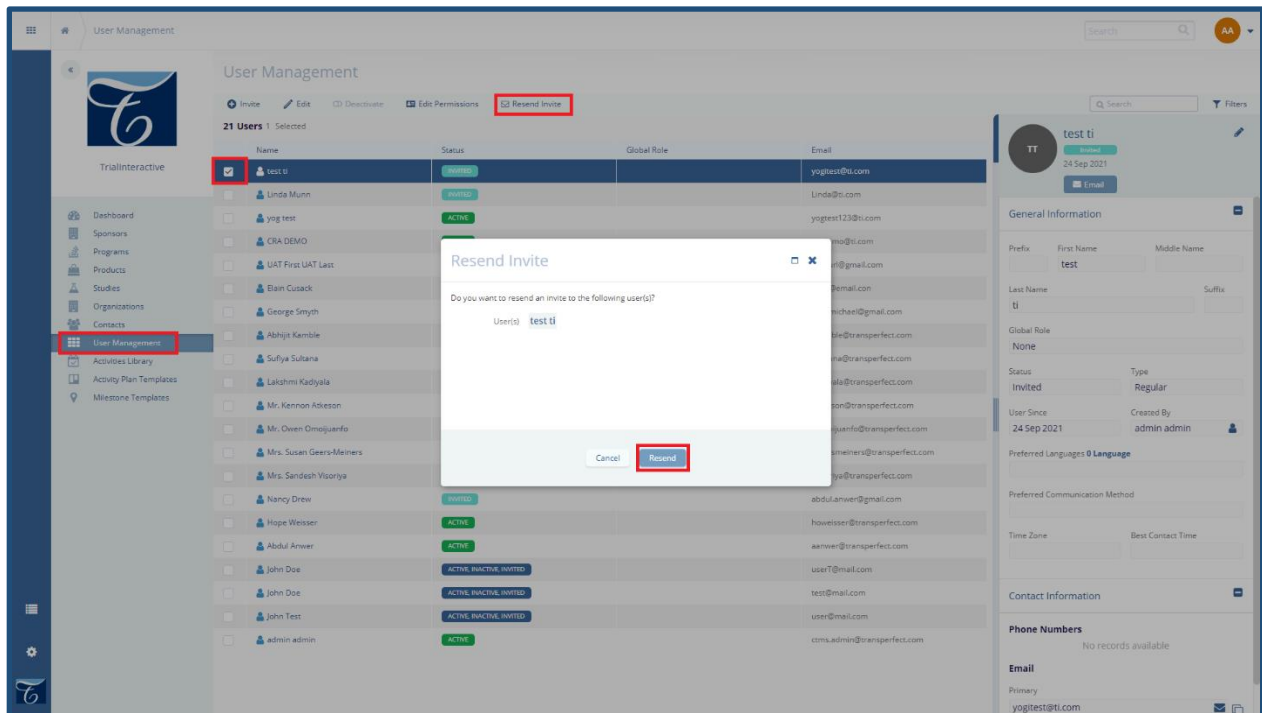 User Management
Search
AA
TrialInteractive
Dashboard
Sponsors
Programs
Products
Studies
Organizations
Contacts
User Management
Activities Library
Activity Plan Templates
Milestone Templates
User Management
Invite Edit Deactivate Edit Permissions Resend Invite
Search Filters
21 Users 1 Selected
Name Status Global Role Email
test ti INVITED yogitest@ti.com
Linda Munn INVITED Linda@ti.com
yog test ACTIVE yogtest123@ti.com
CRA DEMO
UAT First UAT Last
Elain Cusack
George Smyth
Abhijit Kamble
Sufiya Sultana
Lakshmi Kadiyala
Mr. Kennon Atkeson
Mr. Owen Omoijuanfo
Mrs. Susan Geers-Meiners
Mrs. Sandesh Visoriya
Nancy Drew INVITED abdul.anwer@gmail.com
Hope Weisser ACTIVE howeisser@transperfect.com
Abdul Anwer ACTIVE aanwer@transperfect.com
John Doe ACTIVE, INACTIVE, INVITED userT@mail.com
John Doe ACTIVE, INACTIVE, INVITED test@mail.com
John Test ACTIVE, INACTIVE, INVITED user@mail.com
admin admin ACTIVE ctms.admin@transperfect.com
Resend Invite
Do you want to resend an invite to the following user(s)?
User(s) test ti
Cancel Resend
TT
test ti
Invited
24 Sep 2021
Email
General Information
Prefix First Name Middle Name
test
Last Name Suffix
ti
Global Role
None
Status Type
Invited Regular
User Since Created By
24 Sep 2021 admin admin
Preferred Languages 0 Language
Preferred Communication Method
Time Zone Best Contact Time
Contact Information
Phone Numbers
No records available
Email
Primary
yogitest@ti.com